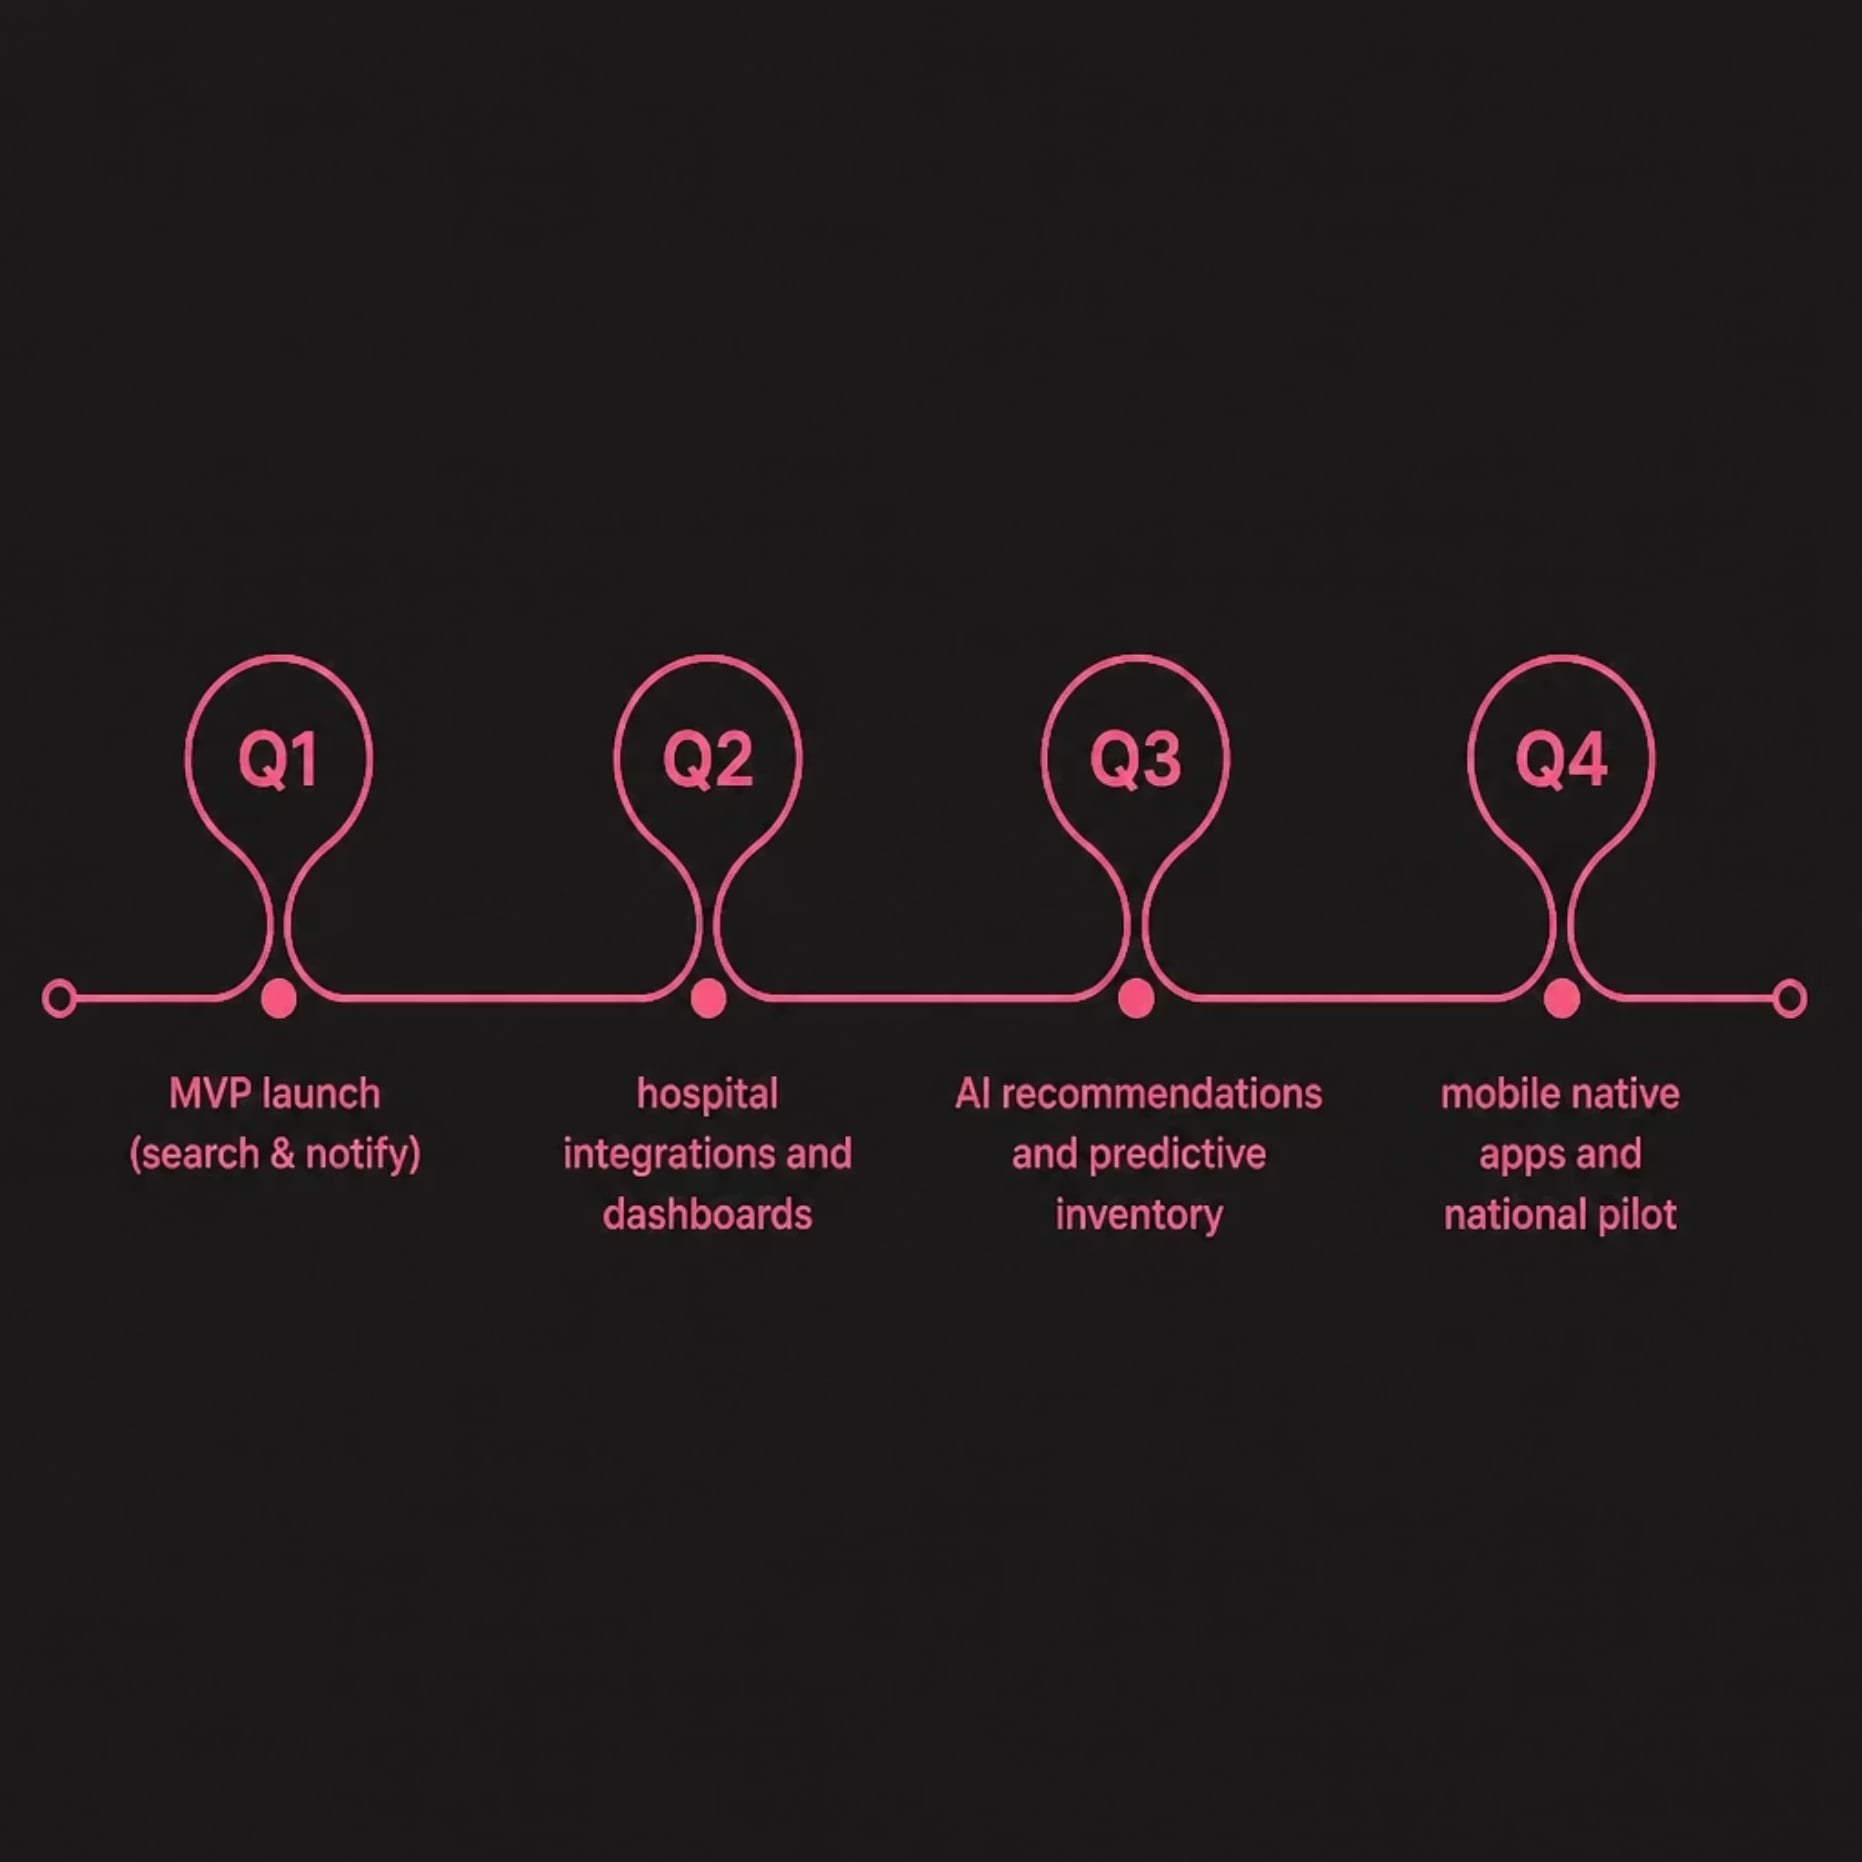 Q1
Q2
Q3
Q4
MVP launch
(search & notify)
hospital
integrations and
dashboards
AI recommendations
and predictive
inventory
mobile native
apps and
national pilot